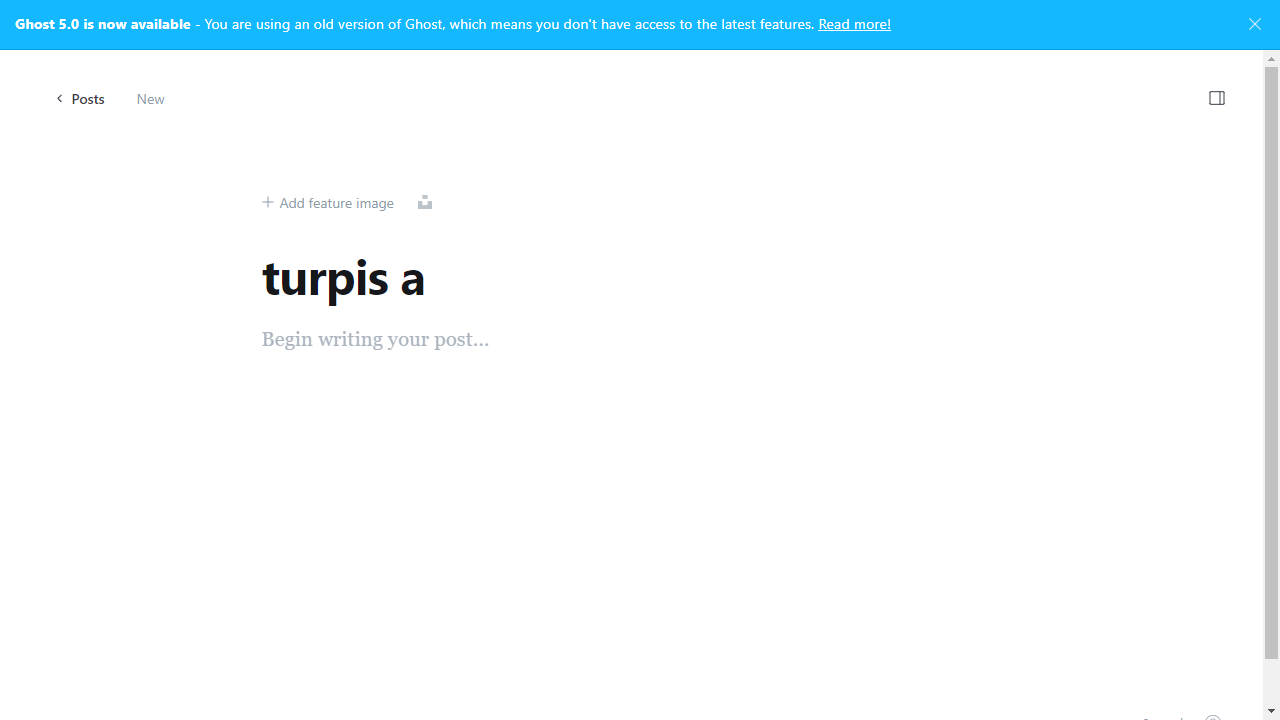 Ghost 5.0 is now available - You are using an old version of Ghost, which means you don't have access to the latest features. Read more!
Posts New
Add feature image
turpis a
Begin writing your post...